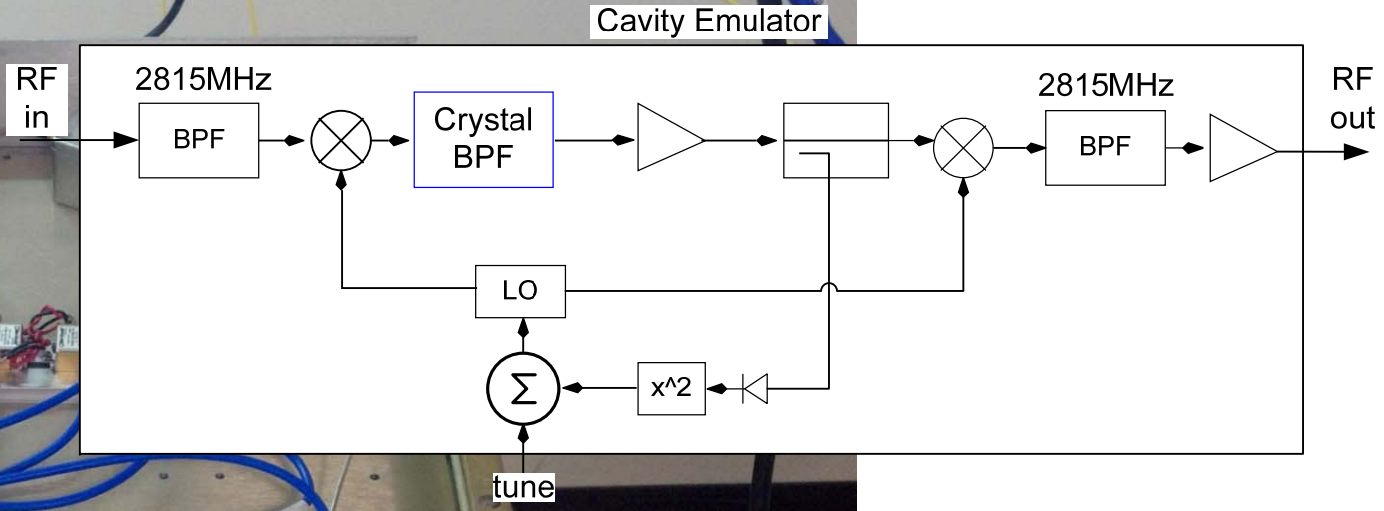 Cavity Emulator
RF
in
2815MHz
BPF
Crystal
BPF
2815MHz
BPF
RF
out
LO
Σ
x^2
tune